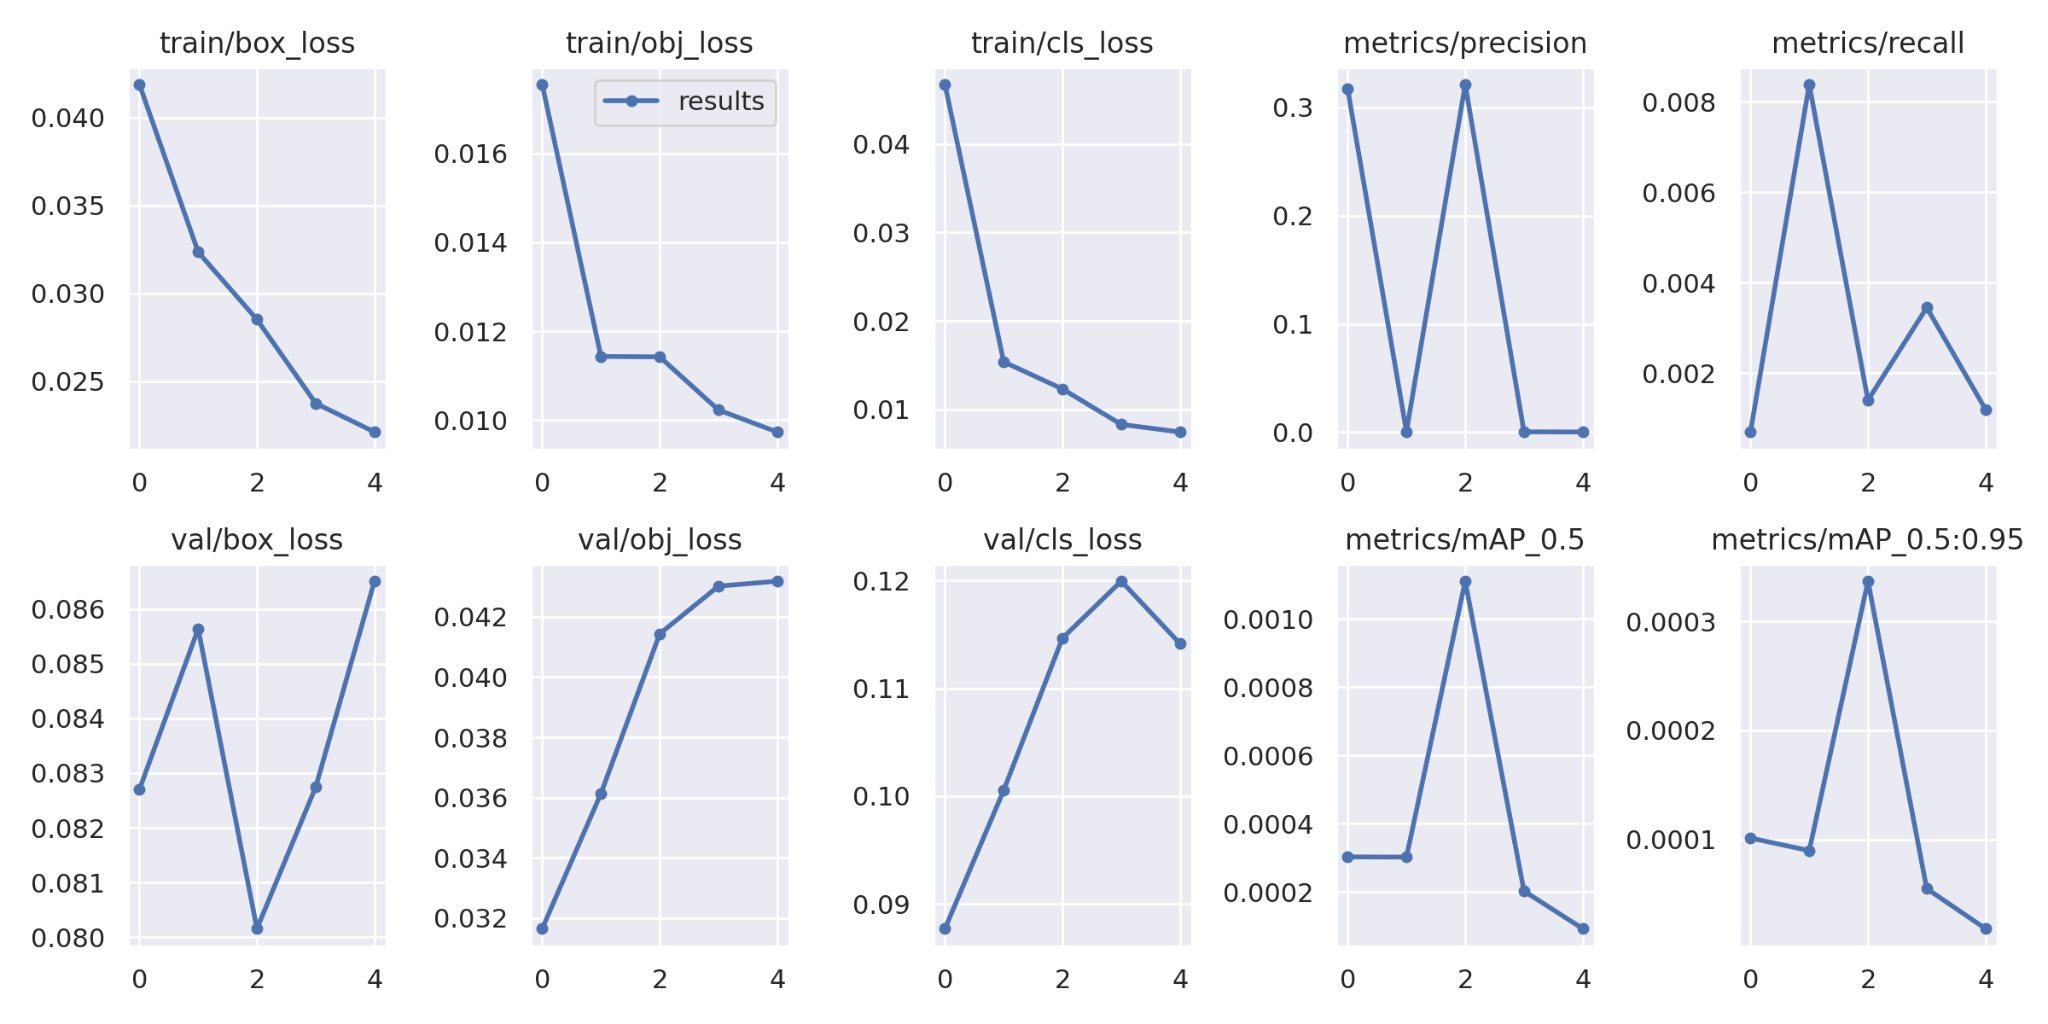 train/box_loss
0.040
0.035
0.030
0.025
0 2 4
train/obj_loss
results
0.016
0.014
0.012
0.010
0 2 4
train/cls_loss
0.04
0.03
0.02
0.01
0 2 4
metrics/precision
0.3
0.2
0.1
0.0
0 2 4
metrics/recall
0.008
0.006
0.004
0.002
0 2 4
val/box_loss
0.086
0.085
0.084
0.083
0.082
0.081
0.080
0 2 4
val/obj_loss
0.042
0.040
0.038
0.036
0.034
0.032
0 2 4
val/cls_loss
0.12
0.11
0.10
0.09
0 2 4
metrics/mAP_0.5
0.0010
0.0008
0.0006
0.0004
0.0002
0 2 4
metrics/mAP_0.5:0.95
0.0003
0.0002
0.0001
0 2 4